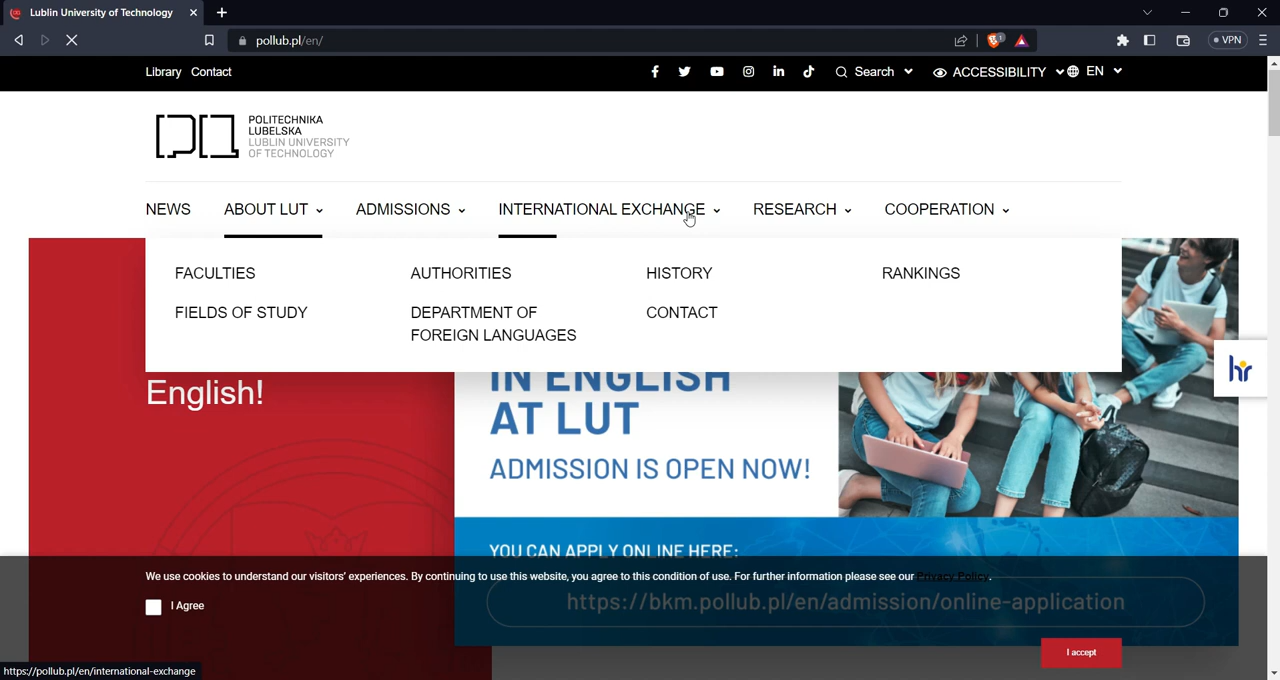 Lublin University of Technology
pollub.pl/en/
1
VPN
Library Contact
Search
ACCESSIBILITY
EN
POLITECHNIKA
LUBELSKA
LUBLIN UNIVERSITY
OF TECHNOLOGY
NEWS ABOUT LUT ADMISSIONS INTERNATIONAL EXCHANGE RESEARCH COOPERATION
FACULTIES AUTHORITIES HISTORY RANKINGS
FIELDS OF STUDY DEPARTMENT OF CONTACT
FOREIGN LANGUAGES
English!
IN ENGLISH
AT LUT
ADMISSION IS OPEN NOW!
hr
YOU CAN APPLY ONLINE HERE:
We use cookies to understand our visitors' experiences. By continuing to use this website, you agree to this condition of use. For further information please see our Privacy Policy.
https://bkm.pollub.pl/en/admission/online-application
I Agree
I accept
https://pollub.pl/en/international-exchange